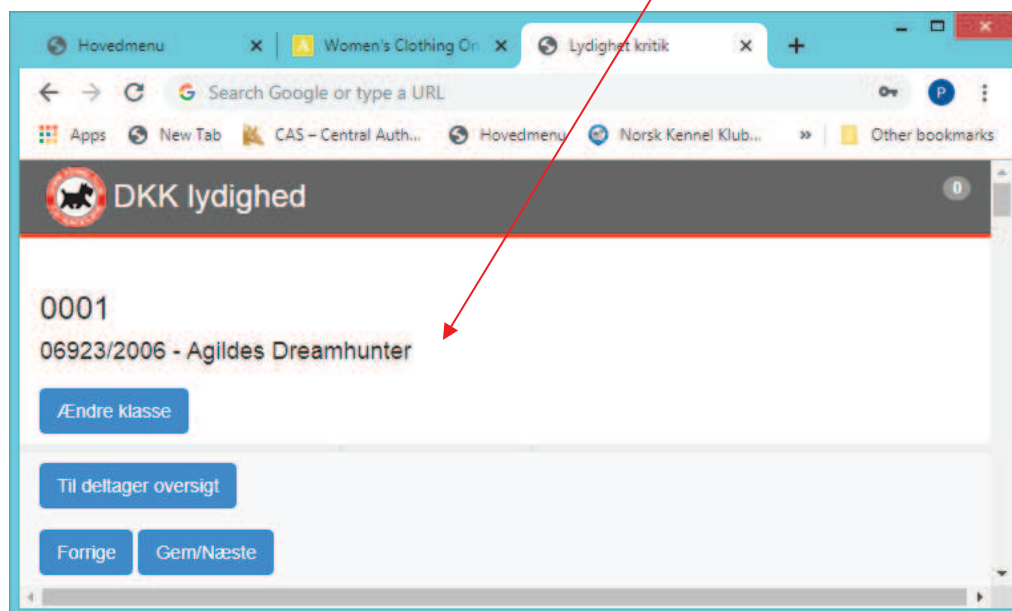 Hovedmenu
Women's Clothing On
Lydighet kritik
Search Google or type a URL
P
Apps
New Tab
CAS – Central Auth...
Hovedmenu
Norsk Kennel Klub...
»
Other bookmarks
DKK lydighed
0
0001
06923/2006 - Agildes Dreamhunter
Ændre klasse
Til deltager oversigt
Forrige
Gem/Næste